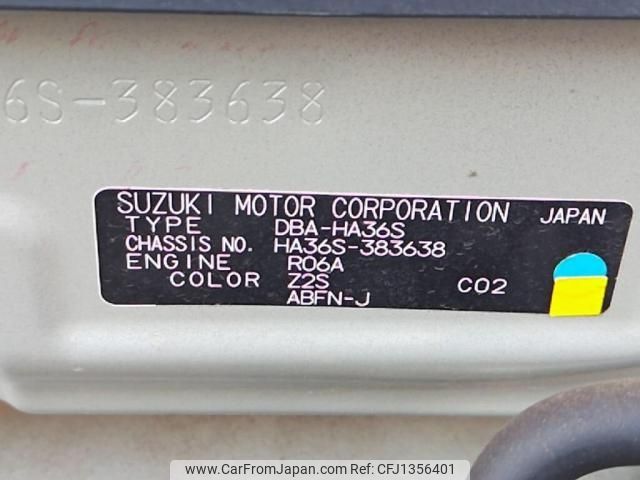 6S-383638
SUZUKI MOTOR CORPORATION JAPAN
TYPE DBA-HA36S
CHASSIS NO. HA36S-383638
ENGINE R06A
COLOR Z2S C02
ABFN-J
www.CarFromJapan.com - CFJ1356401